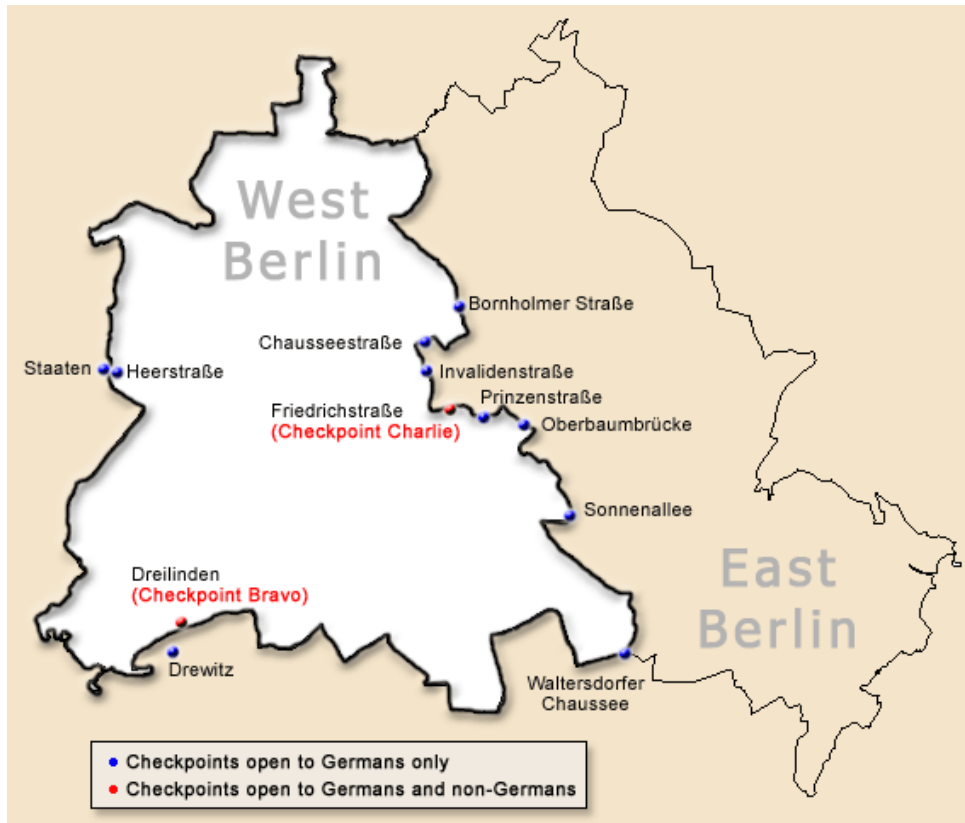 West
Berlin
Bornholmer Straße
Chausseestraße
Staaten
Heerstraße
Invalidenstraße
Prinzenstraße
Friedrichstraße
(Checkpoint Charlie)
Oberbaumbrücke
Sonnenallee
East
Berlin
Dreilinden
(Checkpoint Bravo)
Drewitz
Waltersdorfer
Chaussee
Checkpoints open to Germans only
Checkpoints open to Germans and non-Germans